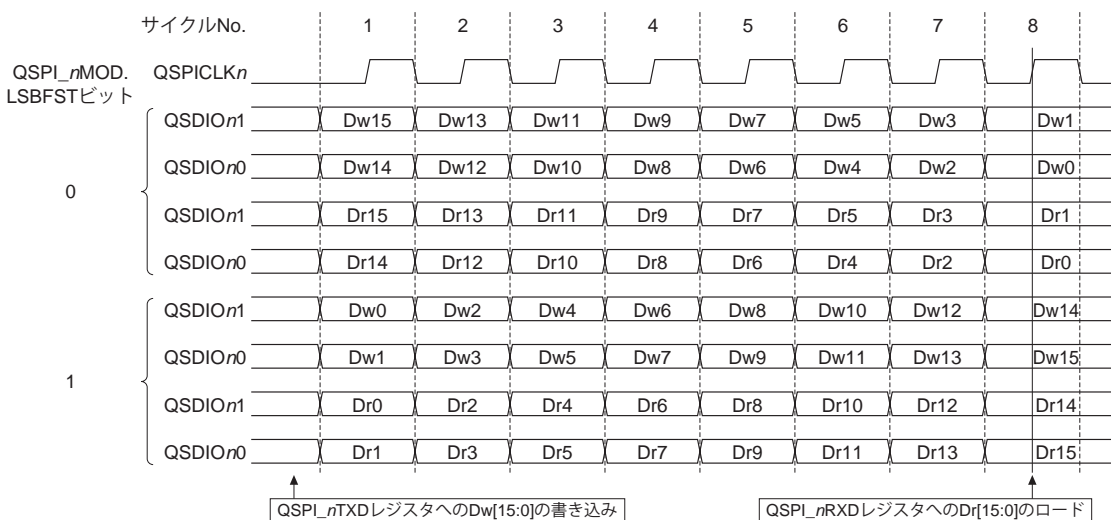 サイクルNo. 1 2 3 4 5 6 7 8
QSPI_nMOD.
LSBFSTビット
QSPICLKn
0
QSDIOn1 Dw15 Dw13 Dw11 Dw9 Dw7 Dw5 Dw3 Dw1
QSDIOn0 Dw14 Dw12 Dw10 Dw8 Dw6 Dw4 Dw2 Dw0
QSDIOn1 Dr15 Dr13 Dr11 Dr9 Dr7 Dr5 Dr3 Dr1
QSDIOn0 Dr14 Dr12 Dr10 Dr8 Dr6 Dr4 Dr2 Dr0
1
QSDIOn1 Dw0 Dw2 Dw4 Dw6 Dw8 Dw10 Dw12 Dw14
QSDIOn0 Dw1 Dw3 Dw5 Dw7 Dw9 Dw11 Dw13 Dw15
QSDIOn1 Dr0 Dr2 Dr4 Dr6 Dr8 Dr10 Dr12 Dr14
QSDIOn0 Dr1 Dr3 Dr5 Dr7 Dr9 Dr11 Dr13 Dr15
QSPI_nTXDレジスタへのDw[15:0]の書き込み
QSPI_nRXDレジスタへのDr[15:0]のロード